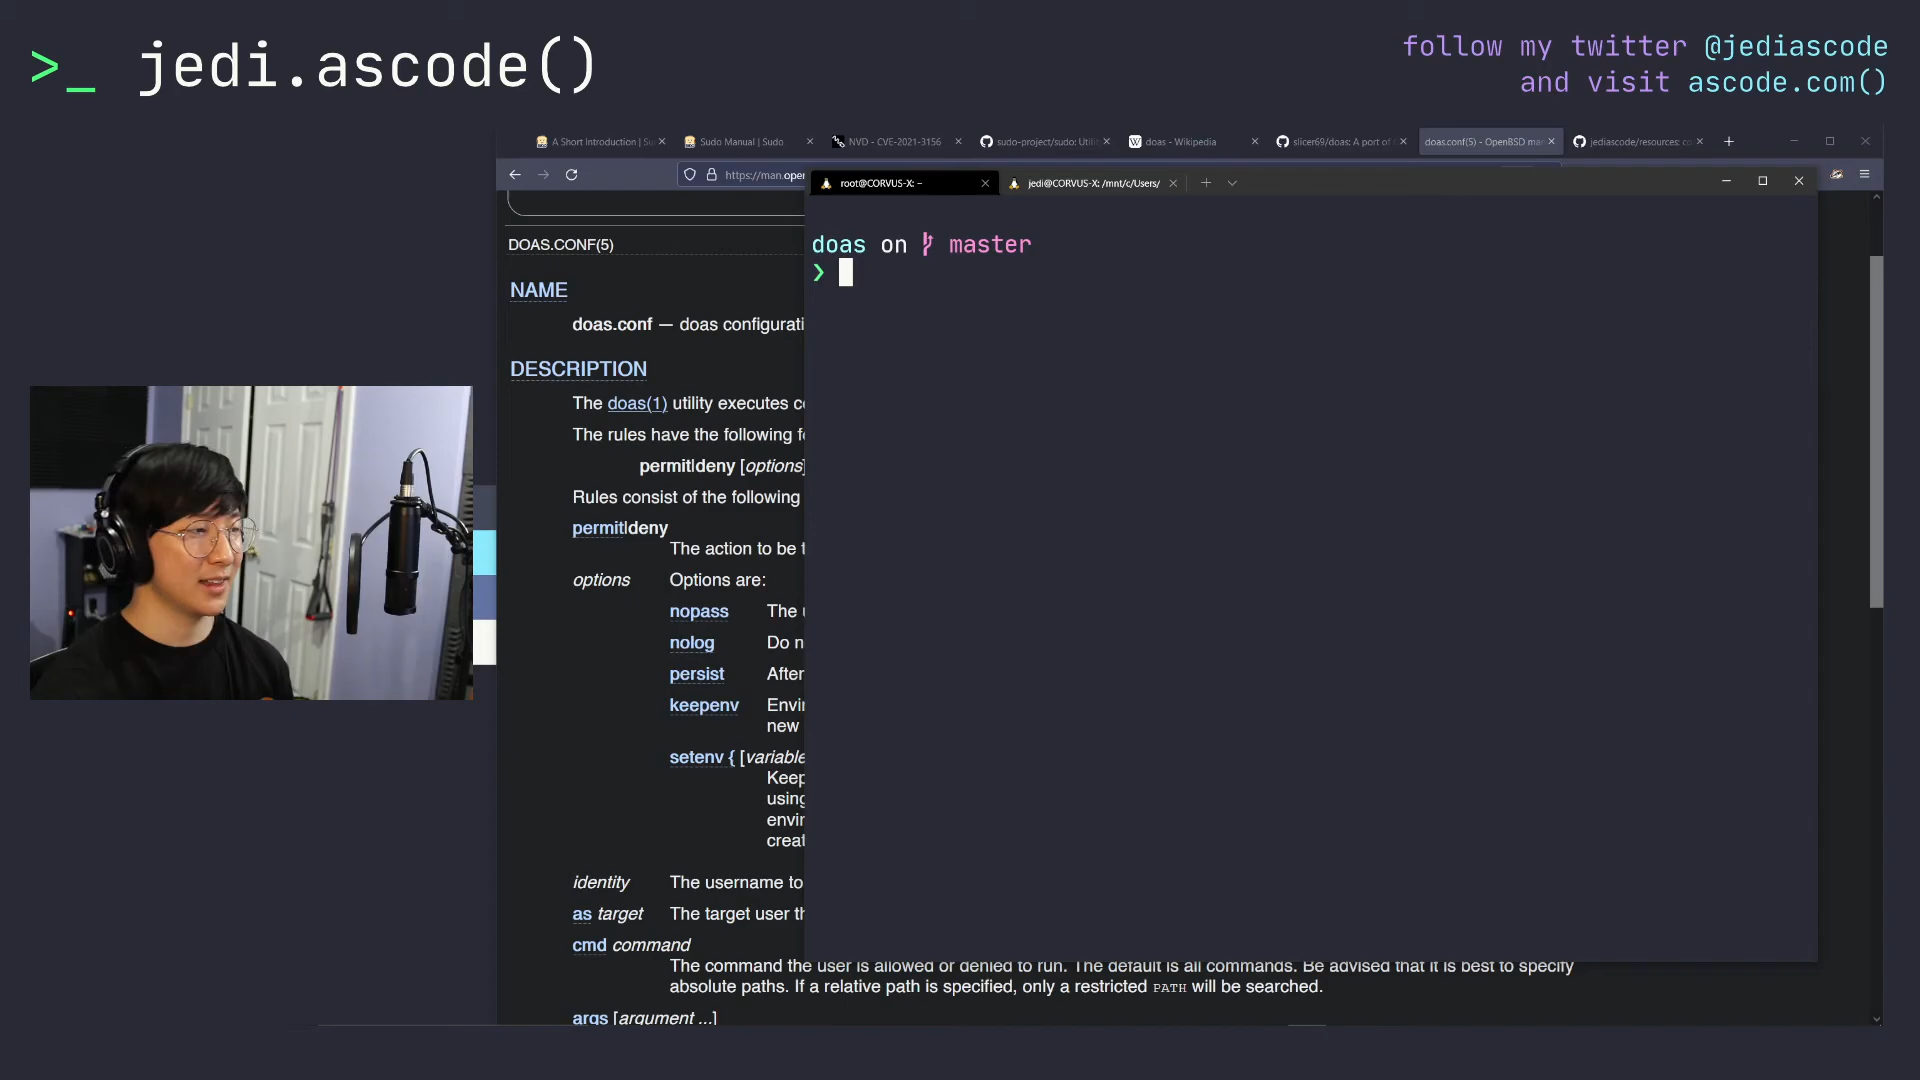 >_ jedi.ascode()
follow my twitter @jediascode
and visit ascode.com()
A Short Introduction | Su
Sudo Manual | Sudo
NVD - CVE-2021-3156
sudo-project/sudo: Utili
doas - Wikipedia
slicer69/doas: A port of
doas.conf(5) - OpenBSD ma
jediascode/resources: co
https://man.ope
root@CORVUS-X: ~
jedi@CORVUS-X: /mnt/c/Users/
doas on master
❯
DOAS.CONF(5)
NAME
doas.conf — doas configurati
DESCRIPTION
The doas(1) utility executes c
The rules have the following f
permit|deny [options]
Rules consist of the following
permit|deny
The action to be t
options Options are:
nopass The u
nolog Do n
persist After
keepenv Envi
new
setenv { [variable
Keep
using
envir
creat
identity The username to
as target The target user th
cmd command
The command the user is allowed or denied to run. The default is all commands. Be advised that it is best to specify
absolute paths. If a relative path is specified, only a restricted PATH will be searched.
args [argument ...]